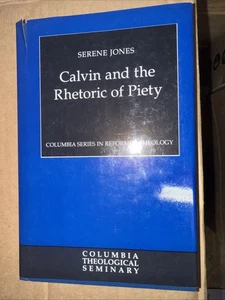 SERENE JONES
Calvin and the
Rhetoric of Piety
COLUMBIA SERIES IN REFORMED THEOLOGY
COLUMBIA
THEOLOGICAL
SEMINARY